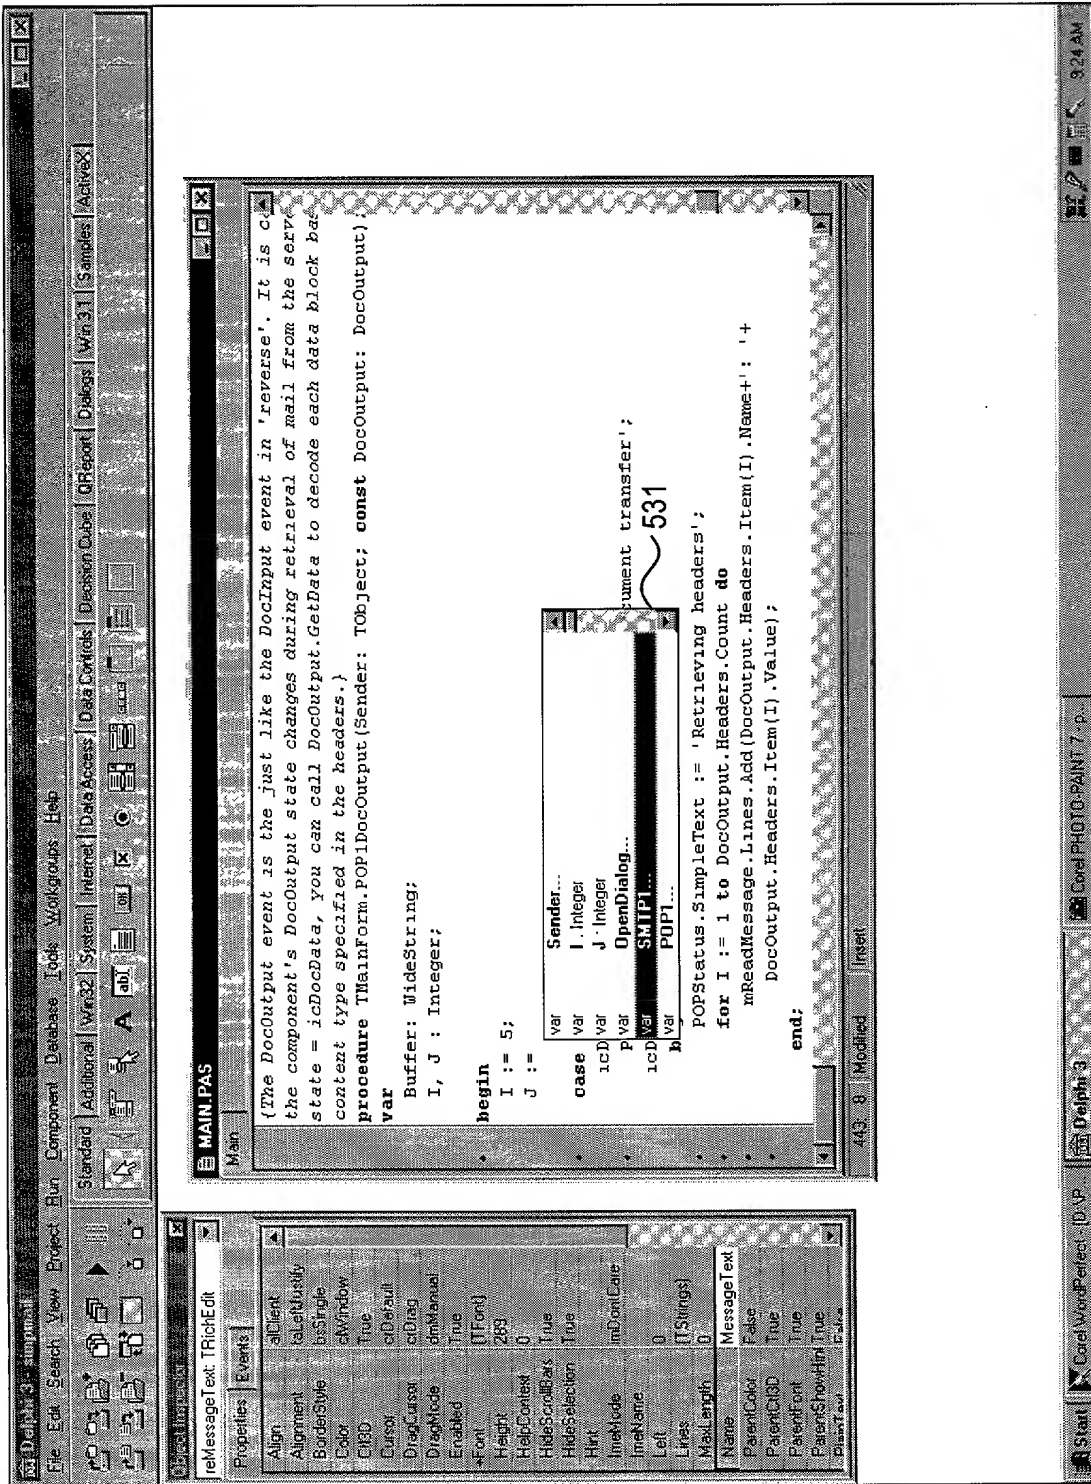 Delphi 3 - simpmail
File Edit Search View Project Run Component Database Tools Workgroups Help
Standard Additional Win32 System Internet Data Access Data Controls Decision Cube QReport Dialogs Win 3.1 Samples ActiveX
Object Inspector
reMessageText: TRichEdit
Properties Events
Align alClient
Alignment taLeftJustify
BorderStyle bsSingle
Color clWindow
Ctl3D True
Cursor crDefault
DragCursor crDrag
DragMode dmManual
Enabled True
+Font (TFont)
Height 289
HelpContext 0
HideScrollBars True
HideSelection True
Hint
ImeMode imDontCare
ImeName
Left 0
Lines (TStrings)
MaxLength 0
Name MessageText
ParentColor False
ParentCtl3D True
ParentFont True
ParentShowHint True
MAIN.PAS
Main
{The DocOutput event is the just like the DocInput event in 'reverse'. It is ca
the component's DocOutput state changes during retrieval of mail from the serve
state = icDocData, you can call DocOutput.GetData to decode each data block bas
content type specified in the headers.}
procedure TMainForm.POP1DocOutput(Sender: TObject; const DocOutput: DocOutput);
var
Buffer: WideString;
I, J : Integer;
begin
I := 5;
J :=
case
icD
P
cument transfer';
icD
b
var Sender...
var I : Integer
var J : Integer
var OpenDialog...
var SMTP1...
var POP1...
531
POPStatus.SimpleText := 'Retrieving headers';
for I := 1 to DocOutput.Headers.Count do
mReadMessage.Lines.Add(DocOutput.Headers.Item(I).Name+': '+
DocOutput.Headers.Item(I).Value);
end;
443: 8 Modified Insert
Start Corel WordPerfect - [D:\P... Delphi 3 Corel PHOTO-PAINT 7 - p... 9:24 AM